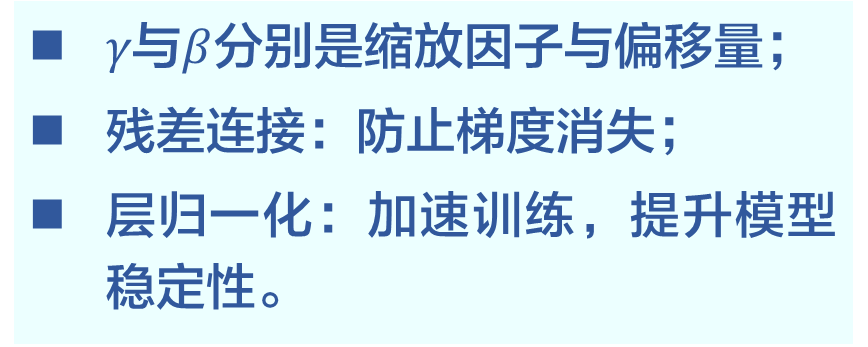 ■ γ与β分别是缩放因子与偏移量；
■ 残差连接：防止梯度消失；
■ 层归一化：加速训练，提升模型
稳定性。